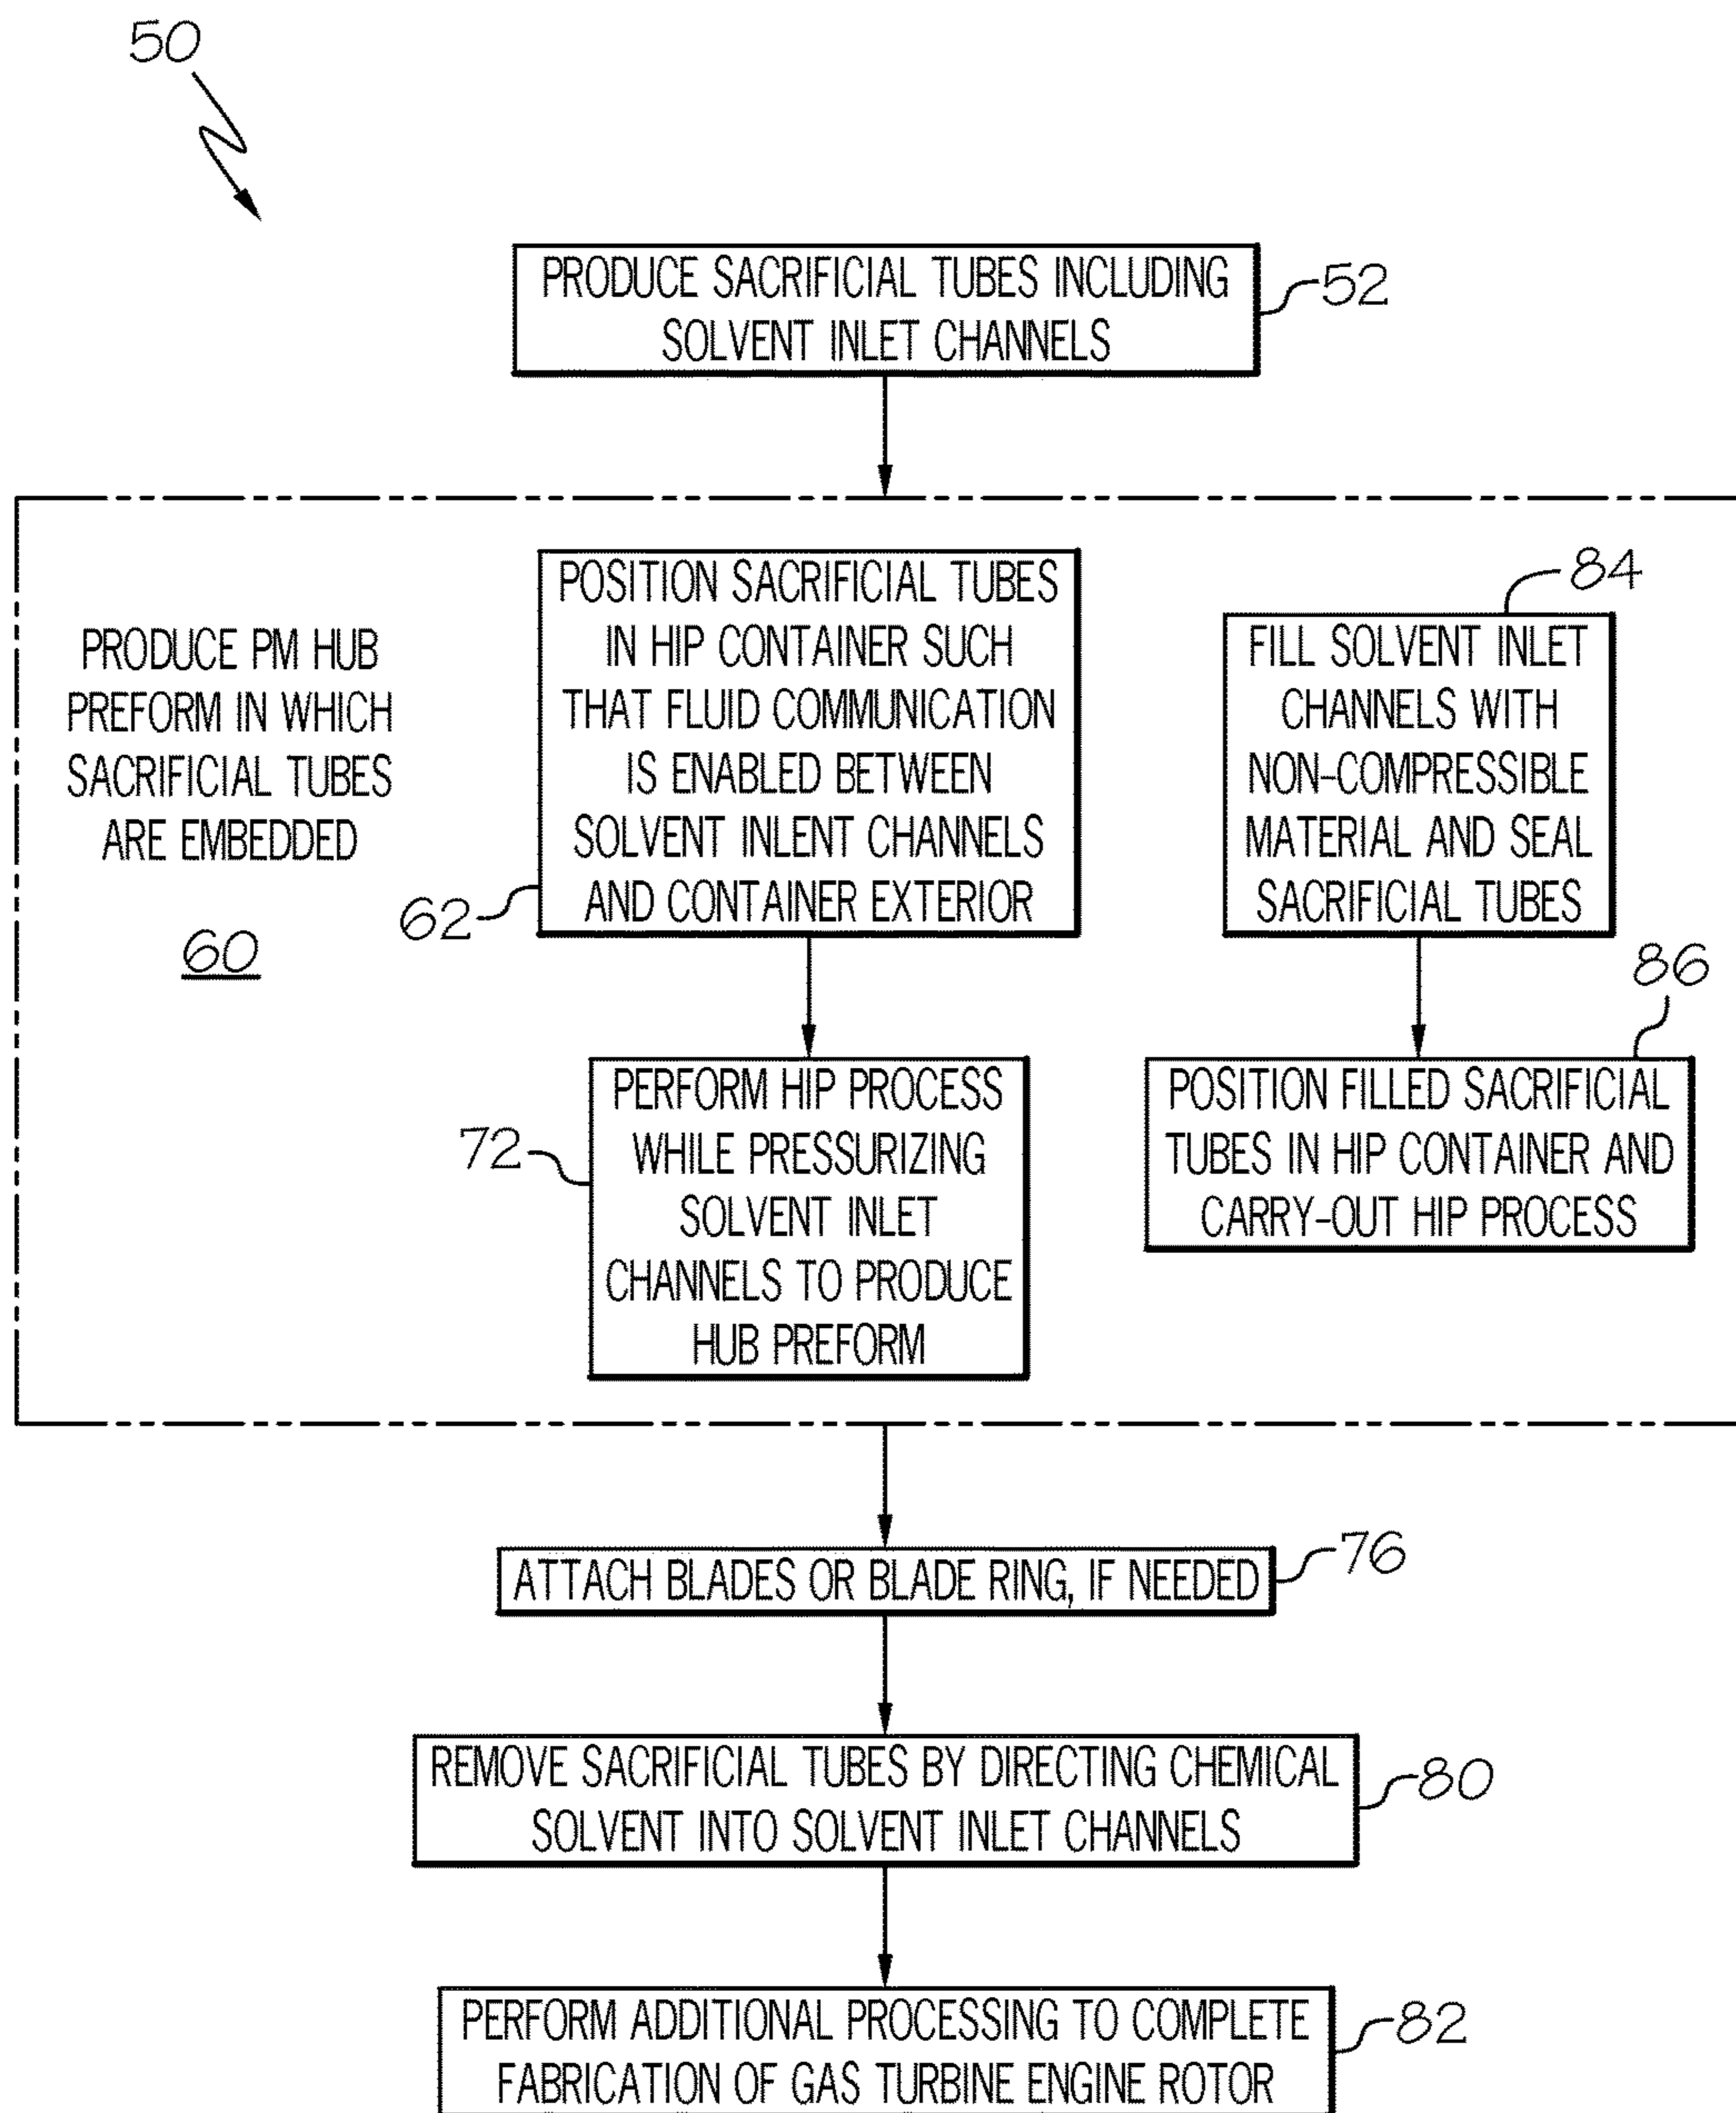 50
PRODUCE SACRIFICIAL TUBES INCLUDING
SOLVENT INLET CHANNELS
52
PRODUCE PM HUB
PREFORM IN WHICH
SACRIFICIAL TUBES
ARE EMBEDDED
60
POSITION SACRIFICIAL TUBES
IN HIP CONTAINER SUCH
THAT FLUID COMMUNICATION
IS ENABLED BETWEEN
SOLVENT INLENT CHANNELS
AND CONTAINER EXTERIOR
62
PERFORM HIP PROCESS
WHILE PRESSURIZING
SOLVENT INLET
CHANNELS TO PRODUCE
HUB PREFORM
72
84
FILL SOLVENT INLET
CHANNELS WITH
NON-COMPRESSIBLE
MATERIAL AND SEAL
SACRIFICIAL TUBES
86
POSITION FILLED SACRIFICIAL
TUBES IN HIP CONTAINER AND
CARRY-OUT HIP PROCESS
ATTACH BLADES OR BLADE RING, IF NEEDED
76
REMOVE SACRIFICIAL TUBES BY DIRECTING CHEMICAL
SOLVENT INTO SOLVENT INLET CHANNELS
80
PERFORM ADDITIONAL PROCESSING TO COMPLETE
FABRICATION OF GAS TURBINE ENGINE ROTOR
82